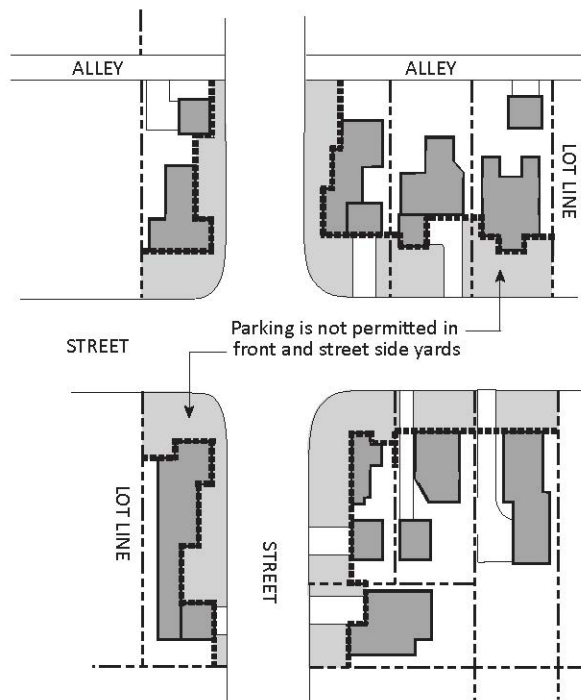 ALLEY
ALLEY
LOT LINE
Parking is not permitted in
front and street side yards
STREET
LOT LINE
STREET